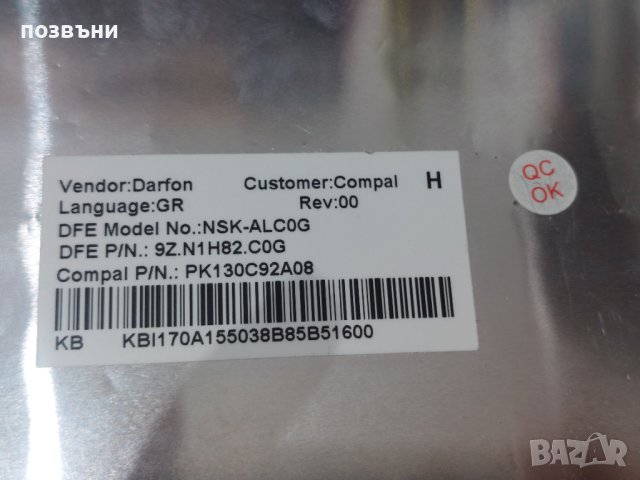 позвъни
Vendor:Darfon Customer:Compal H
Language:GR Rev:00
DFE Model No.:NSK-ALC0G
DFE P/N.: 9Z.N1H82.C0G
Compal P/N.: PK130C92A08
KB KBI170A155038B85B51600
QC
OK
BAZAR